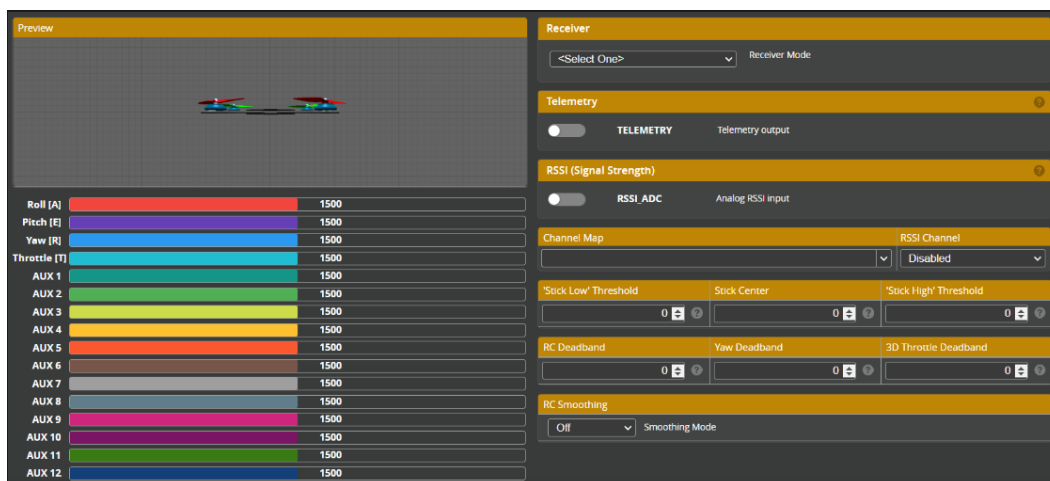 Preview
Roll [A] 1500
Pitch [E] 1500
Yaw [R] 1500
Throttle [T] 1500
AUX 1 1500
AUX 2 1500
AUX 3 1500
AUX 4 1500
AUX 5 1500
AUX 6 1500
AUX 7 1500
AUX 8 1500
AUX 9 1500
AUX 10 1500
AUX 11 1500
AUX 12 1500
Receiver
<Select One> Receiver Mode
Telemetry ?
TELEMETRY Telemetry output
RSSI (Signal Strength) ?
RSSI_ADC Analog RSSI input
Channel Map RSSI Channel
Disabled
'Stick Low' Threshold Stick Center 'Stick High' Threshold
0 ? 0 ? 0 ?
RC Deadband Yaw Deadband 3D Throttle Deadband
0 ? 0 ? 0 ?
RC Smoothing
Off Smoothing Mode